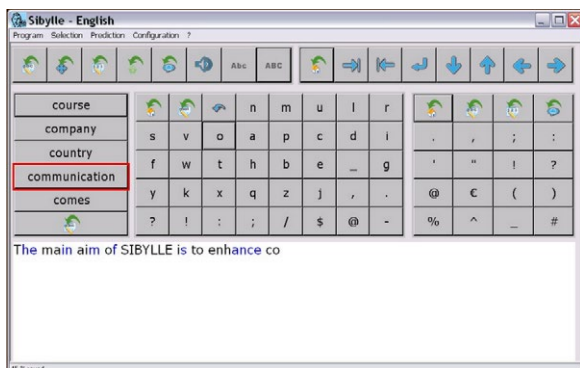 Sibylle - English
Program Selection Prediction Configuration ?
Abc ABC
course
company
country
communication
comes
n m u l r
s v o a p c d i
f w t h b e _ g
y k x q z j , .
? ! : ; / $ @ -
. , ; :
' " ! ?
@ € ( )
% ^ _ #
The main aim of SIBYLLE is to enhance co